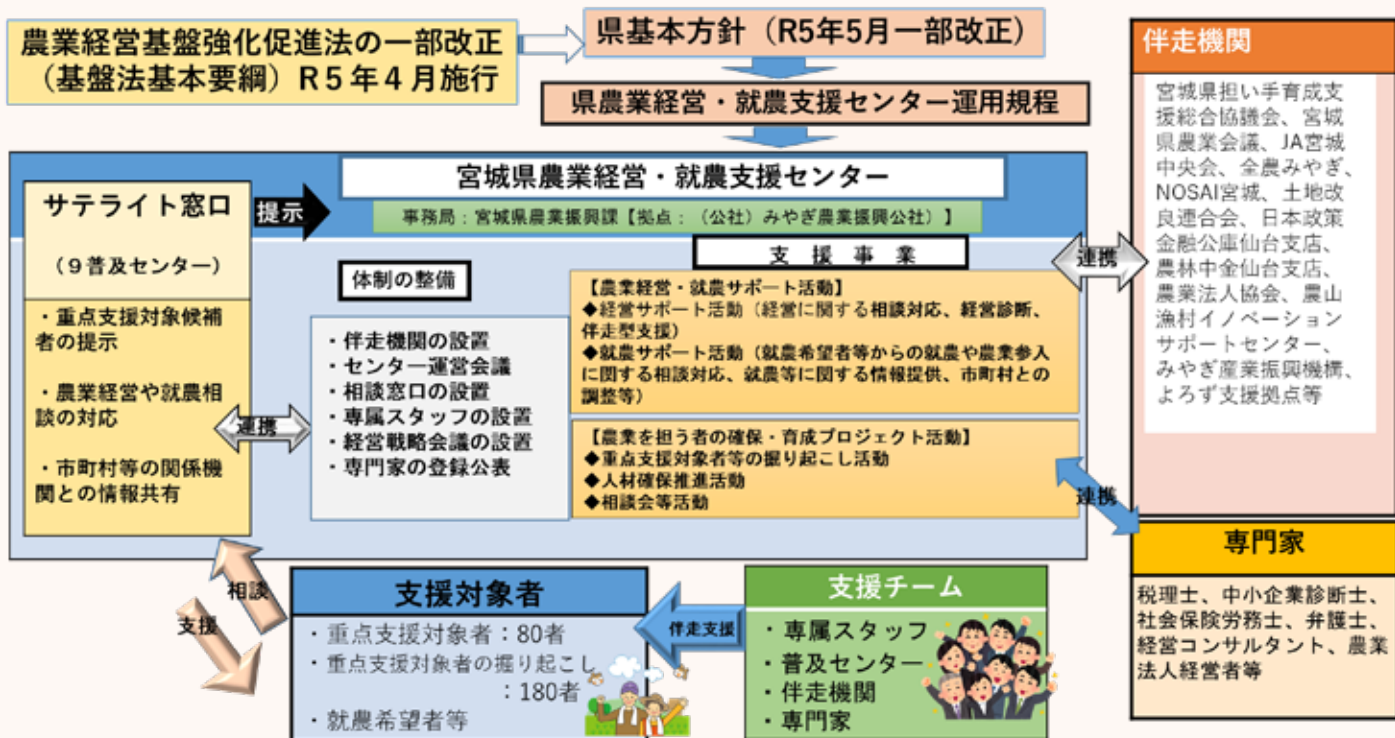 農業経営基盤強化促進法の一部改正
（基盤法基本要綱）R５年４月施行
県基本方針（R5年5月一部改正）
県農業経営・就農支援センター運用規程
宮城県農業経営・就農支援センター
事務局：宮城県農業振興課【拠点：（公社）みやぎ農業振興公社）】
サテライト窓口
（９普及センター）
提示
・重点支援対象候補
者の提示
・農業経営や就農相
談の対応
・市町村等の関係機
関との情報共有
連携
体制の整備
・伴走機関の設置
・センター運営会議
・相談窓口の設置
・専属スタッフの設置
・経営戦略会議の設置
・専門家の登録公表
支 援 事 業
【農業経営・就農サポート活動】
◆経営サポート活動（経営に関する相談対応、経営診断、
伴走型支援）
◆就農サポート活動（就農希望者等からの就農や農業参入
に関する相談対応、就農等に関する情報提供、市町村との
調整等）
【農業を担う者の確保・育成プロジェクト活動】
◆重点支援対象者等の掘り起こし活動
◆人材確保推進活動
◆相談会等活動
連携
連携
伴走機関
宮城県担い手育成支
援総合協議会、宮城
県農業会議、JA宮城
中央会、全農みやぎ、
NOSAI宮城、土地改
良連合会、日本政策
金融公庫仙台支店、
農林中金仙台支店、
農業法人協会、農山
漁村イノベーション
サポートセンター、
みやぎ産業振興機構、
よろず支援拠点等
専門家
税理士、中小企業診断士、
社会保険労務士、弁護士、
経営コンサルタント、農業
法人経営者等
相談
支援
支援対象者
・重点支援対象者：80者
・重点支援対象者の掘り起こし
：180者
・就農希望者等
伴走支援
支援チーム
・専属スタッフ
・普及センター
・伴走機関
・専門家